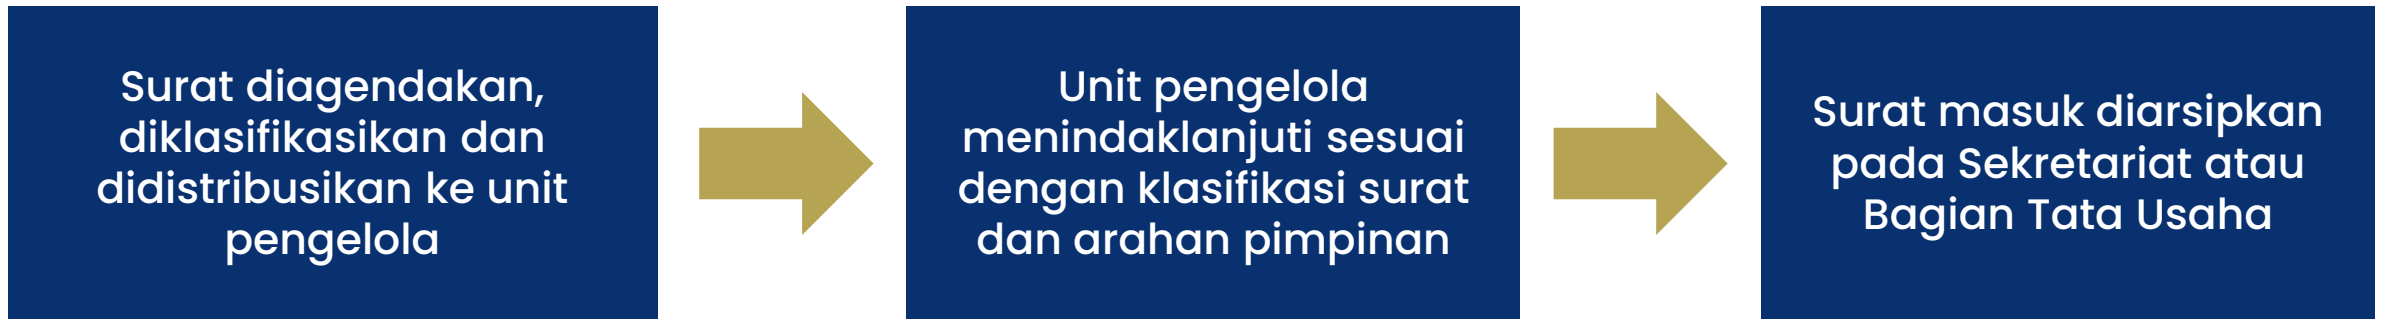 Surat diagendakan,
diklasifikasikan dan
didistribusikan ke unit
pengelola
Unit pengelola
menindaklanjuti sesuai
dengan klasifikasi surat
dan arahan pimpinan
Surat masuk diarsipkan
pada Sekretariat atau
Bagian Tata Usaha